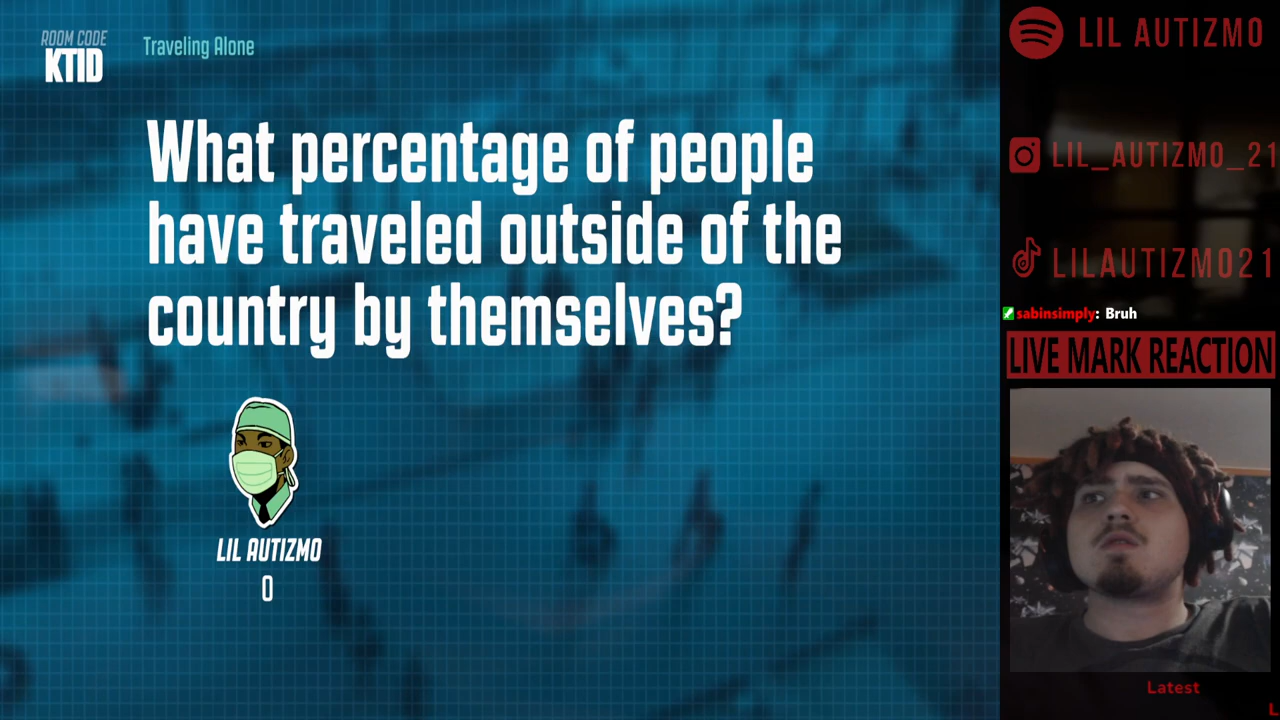 ROOM CODE
KTID
Traveling Alone
What percentage of people
have traveled outside of the
country by themselves?
LIL AUTIZMO
0
LIL AUTIZMO
LIL_AUTIZMO_21
LILAUTIZMO21
sabinsimply: Bruh
LIVE MARK REACTION
Latest
L